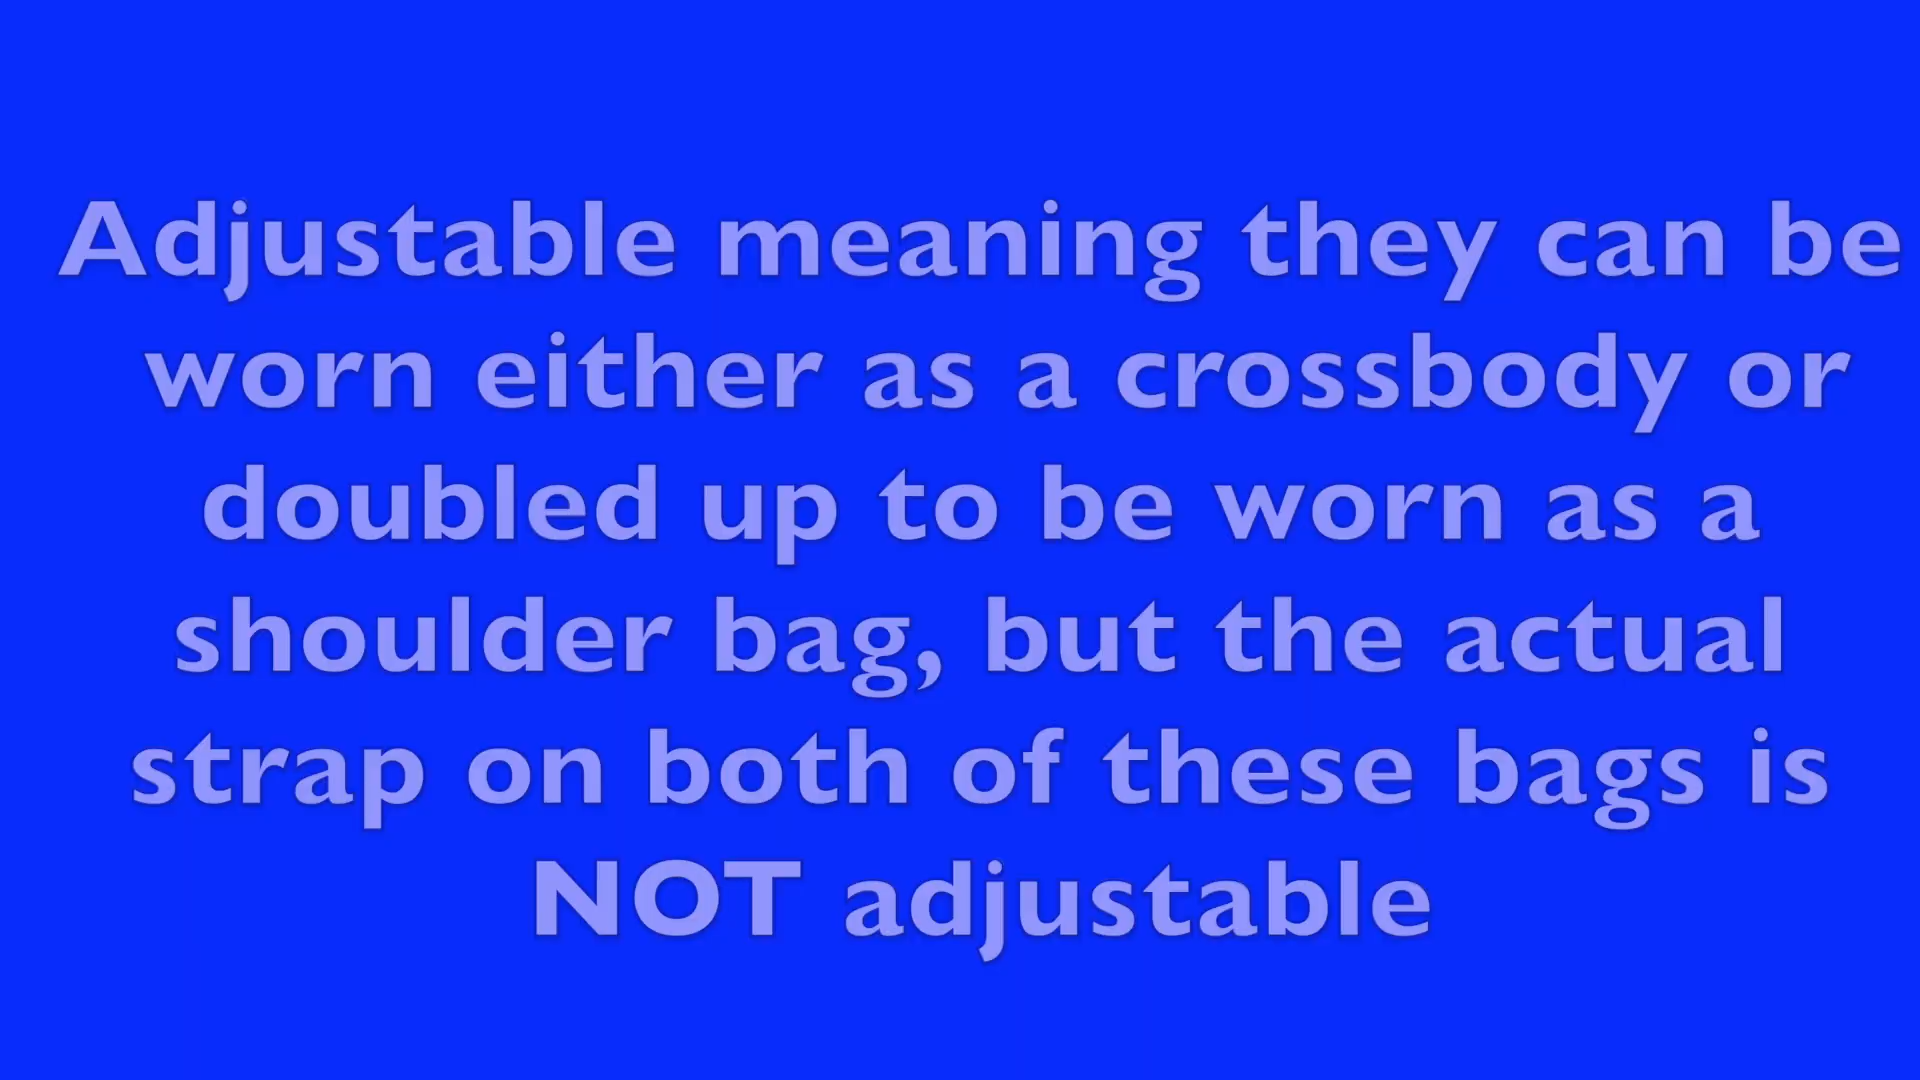 Adjustable meaning they can be
worn either as a crossbody or
doubled up to be worn as a
shoulder bag, but the actual
strap on both of these bags is
NOT adjustable